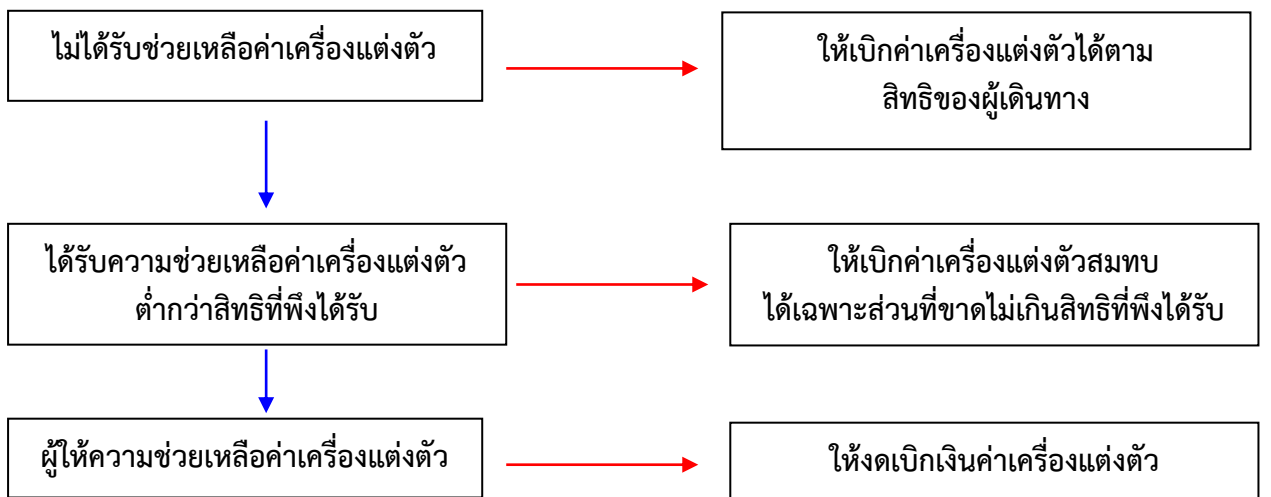 ไม่ได้รับช่วยเหลือค่าเครื่องแต่งตัว
ให้เบิกค่าเครื่องแต่งตัวได้ตาม
สิทธิของผู้เดินทาง
ได้รับความช่วยเหลือค่าเครื่องแต่งตัว
ต่ำกว่าสิทธิที่พึงได้รับ
ให้เบิกค่าเครื่องแต่งตัวสมทบ
ได้เฉพาะส่วนที่ขาดไม่เกินสิทธิที่พึงได้รับ
ผู้ให้ความช่วยเหลือค่าเครื่องแต่งตัว
ให้งดเบิกเงินค่าเครื่องแต่งตัว